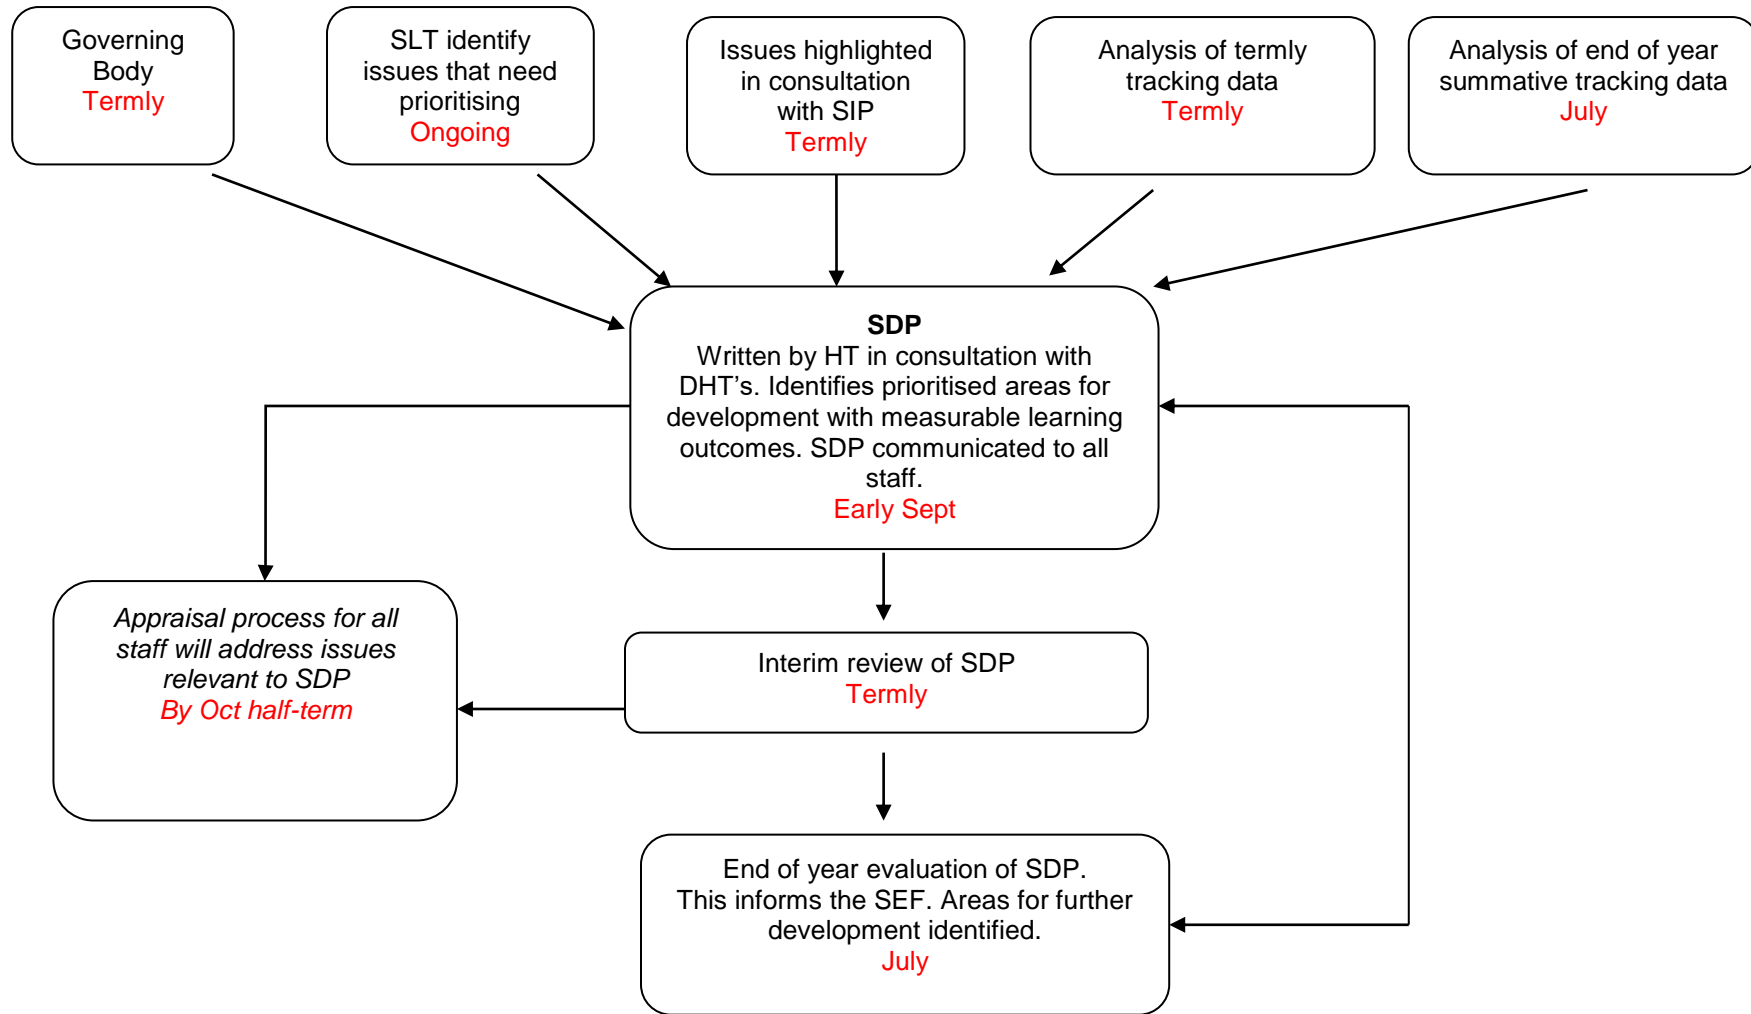 Governing
Body
Termly
SLT identify
issues that need
prioritising
Ongoing
Issues highlighted
in consultation
with SIP
Termly
Analysis of termly
tracking data
Termly
Analysis of end of year
summative tracking data
July
SDP
Written by HT in consultation with
DHT's. Identifies prioritised areas for
development with measurable learning
outcomes. SDP communicated to all
staff.
Early Sept
Appraisal process for all
staff will address issues
relevant to SDP
By Oct half-term
Interim review of SDP
Termly
End of year evaluation of SDP.
This informs the SEF. Areas for further
development identified.
July